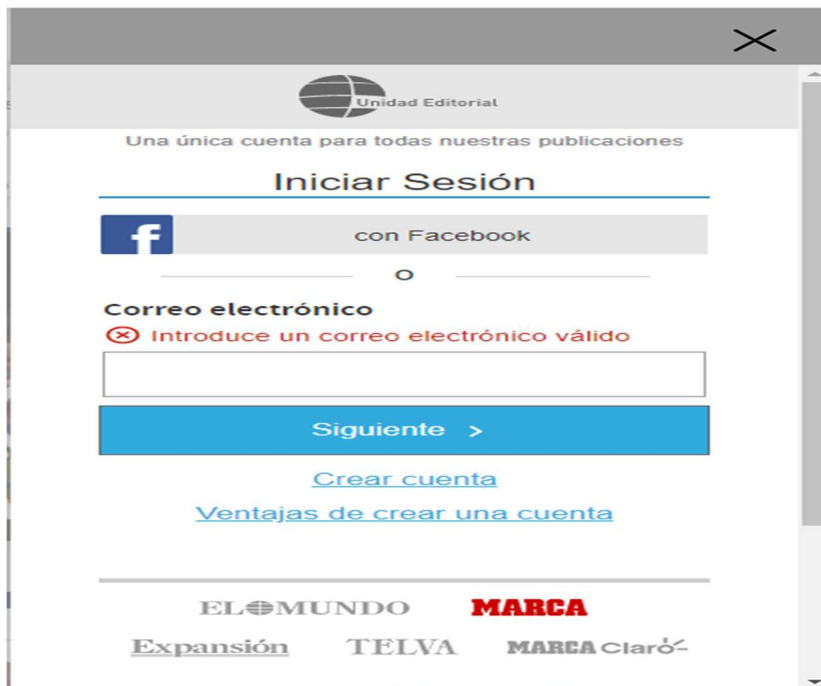 Unidad Editorial
Una única cuenta para todas nuestras publicaciones
Iniciar Sesión
f con Facebook
O
Correo electrónico
Introduce un correo electrónico válido
Siguiente >
Crear cuenta
Ventajas de crear una cuenta
EL MUNDO MARCA
Expansión TELVA MARCA Claro